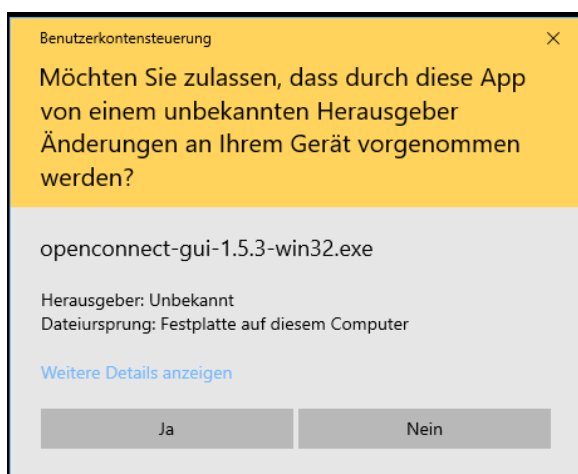 Benutzerkontensteuerung
Möchten Sie zulassen, dass durch diese App
von einem unbekannten Herausgeber
Änderungen an Ihrem Gerät vorgenommen
werden?
openconnect-gui-1.5.3-win32.exe
Herausgeber: Unbekannt
Dateiursprung: Festplatte auf diesem Computer
Weitere Details anzeigen
Ja
Nein